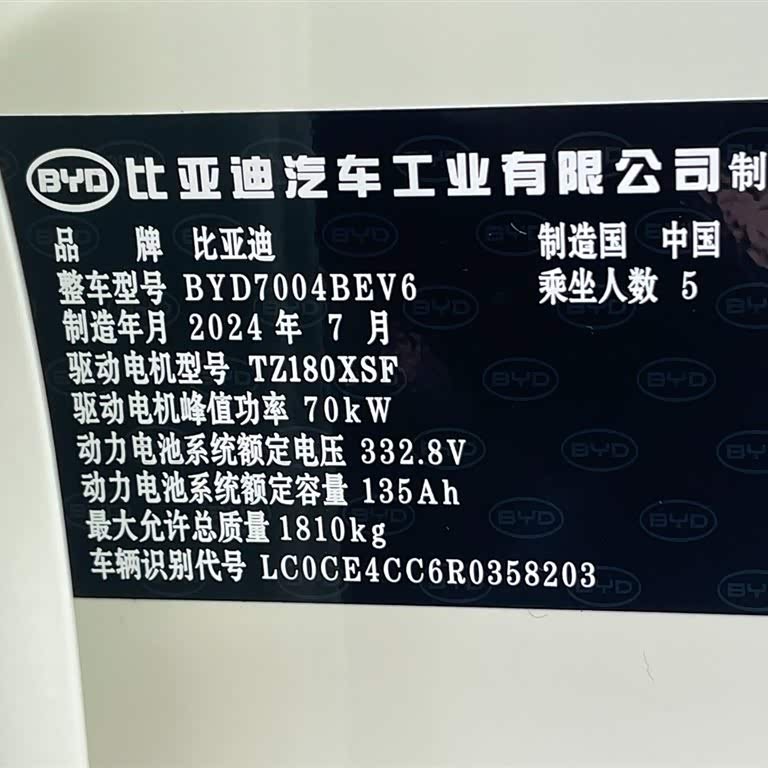 BYD 比亚迪汽车工业有限公司制
品 牌 比亚迪 制造国 中国
整车型号 BYD7004BEV6 乘坐人数 5
制造年月 2024 年 7 月
驱动电机型号 TZ180XSF
驱动电机峰值功率 70kW
动力电池系统额定电压 332.8V
动力电池系统额定容量 135Ah
最大允许总质量 1810kg
车辆识别代号 LC0CE4CC6R0358203